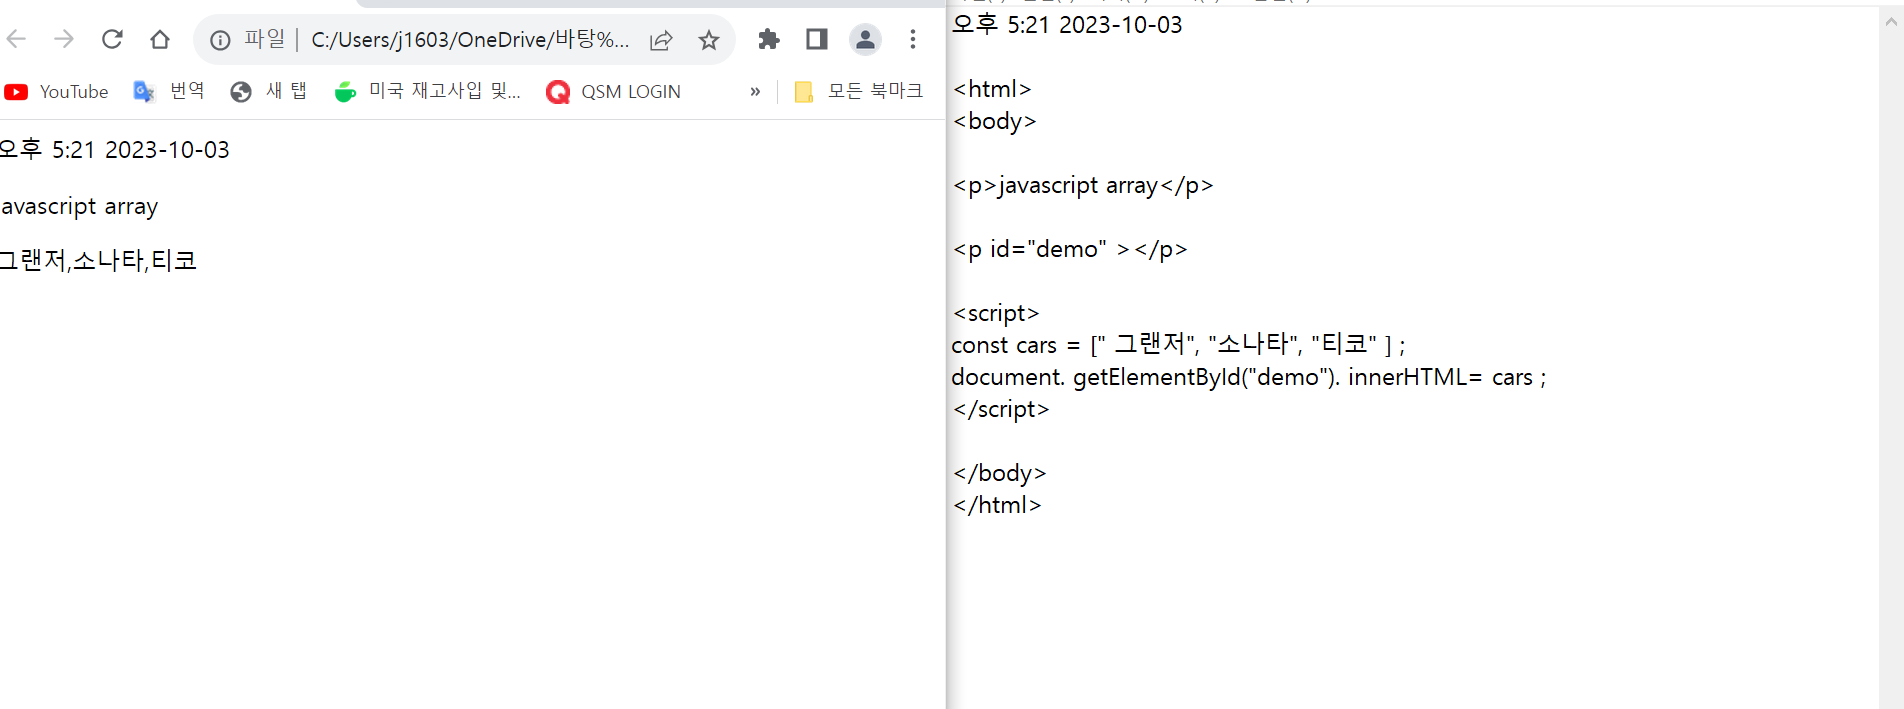 파일 | C:/Users/j1603/OneDrive/바탕%...
YouTube 번역 새 탭 미국 재고사입 및... QSM LOGIN » 모든 북마크
오후 5:21 2023-10-03
avascript array
그랜저,소나타,티코
오후 5:21 2023-10-03
<html>
<body>
<p>javascript array</p>
<p id="demo" ></p>
<script>
const cars = [" 그랜저", "소나타", "티코" ] ;
document. getElementById("demo"). innerHTML= cars ;
</script>
</body>
</html>